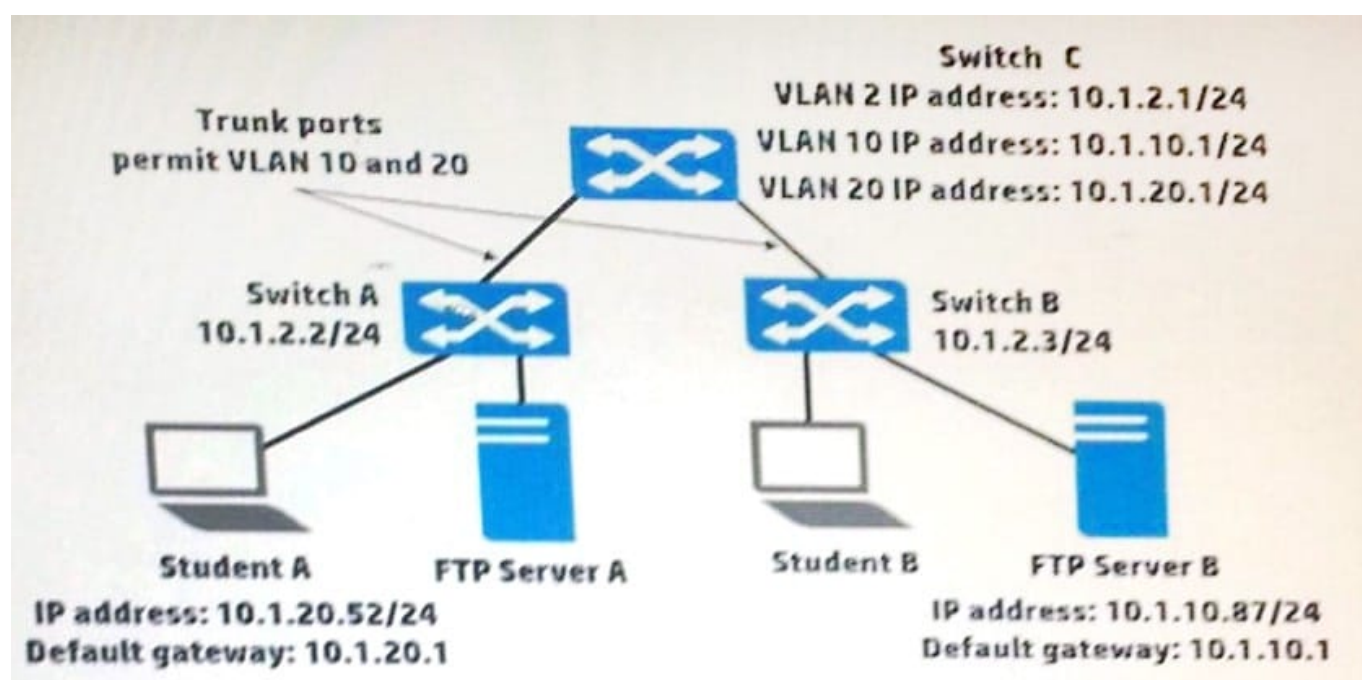 Switch C
VLAN 2 IP address: 10.1.2.1/24
Trunk ports
permit VLAN 10 and 20
VLAN 10 IP address: 10.1.10.1/24
VLAN 20 IP address: 10.1.20.1/24
Switch A
10.1.2.2/24
Switch B
10.1.2.3/24
Student A
FTP Server A
Student B
FTP Server B
IP address: 10.1.20.52/24
Default gateway: 10.1.20.1
IP address: 10.1.10.87/24
Default gateway: 10.1.10.1